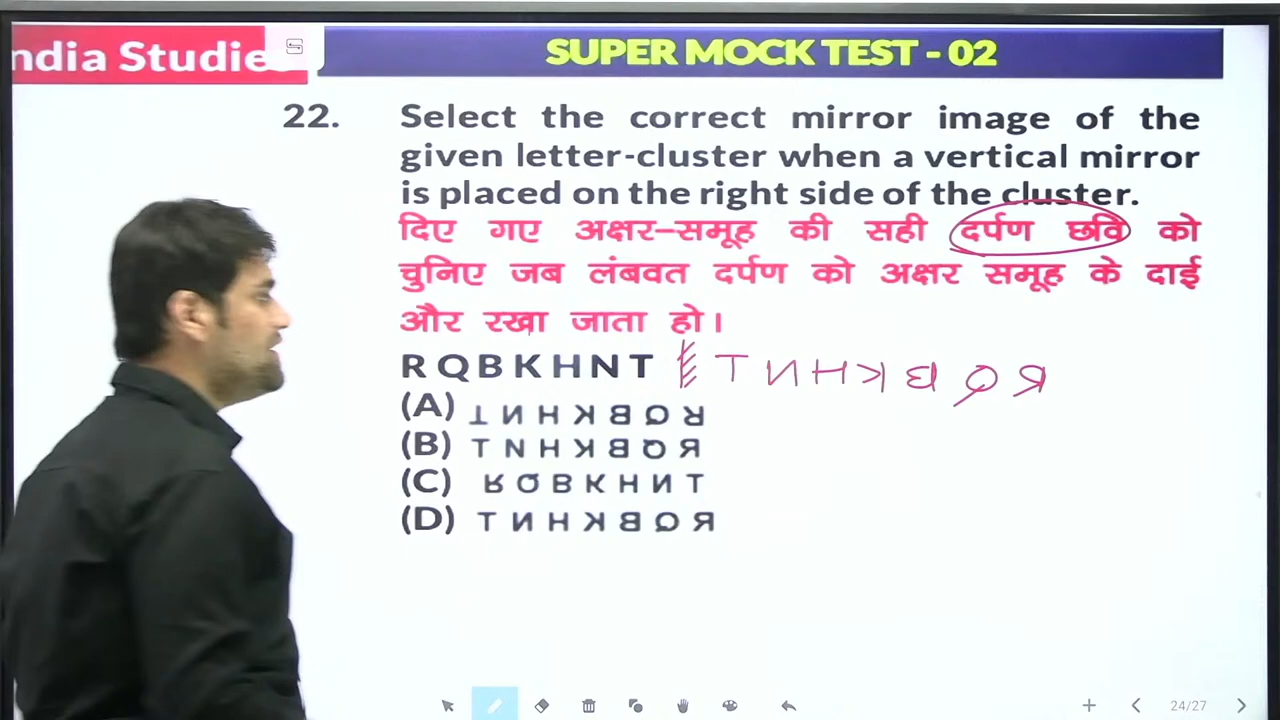 ndia Studie
SUPER MOCK TEST - 02
22. Select the correct mirror image of the
given letter-cluster when a vertical mirror
is placed on the right side of the cluster.
दिए गए अक्षर-समूह की सही दर्पण छवि को
चुनिए जब लंबवत दर्पण को अक्षर समूह के दाई
और रखा जाता हो।
R Q B K H N T T И H K B Q Я
(A) ⊥ И H K B Q R
(B) T N H K B Q Я
(C) R Q B K H И T
(D) T И H K B Q Я
24/27